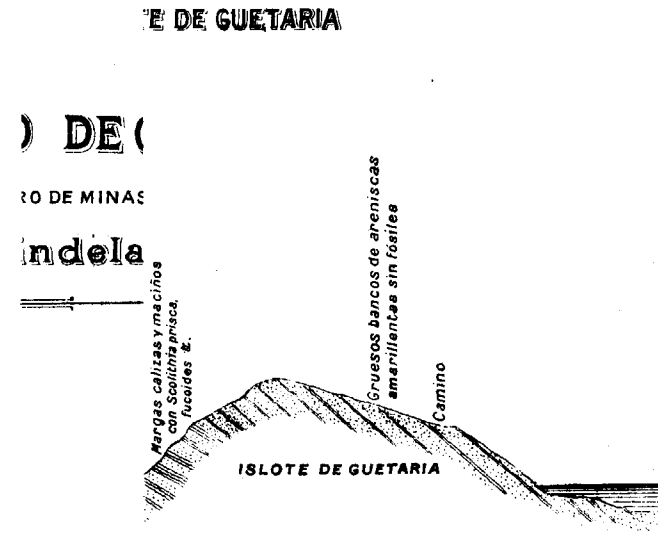 E DE GUETARIA
O DE
RO DE MINAS
indela
Margas calizas y maciños
con Scolithia prisca,
fucoides &.
Gruesos bancos de areniscas
amarillentas sin fósiles
Camino
ISLOTE DE GUETARIA